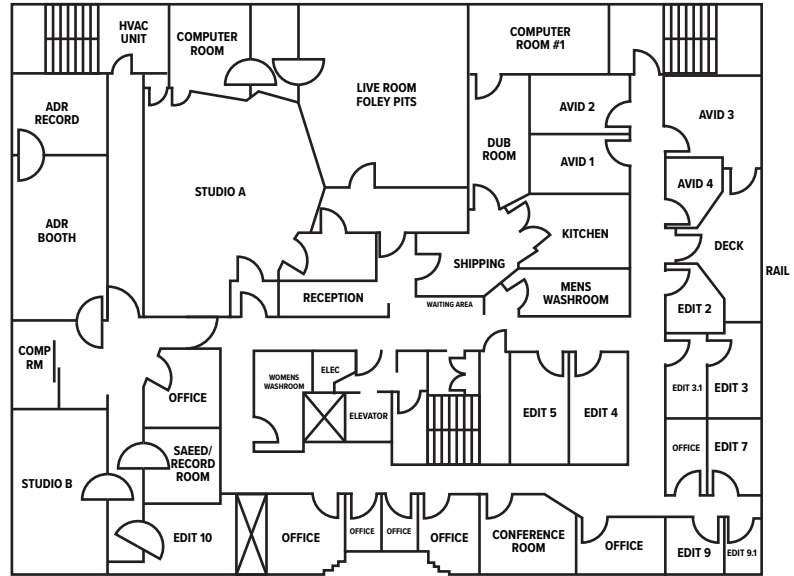 HVAC
UNIT
COMPUTER
ROOM
COMPUTER
ROOM #1
LIVE ROOM
FOLEY PITS
ADR
RECORD
AVID 2
AVID 3
DUB
ROOM
AVID 1
STUDIO A
AVID 4
ADR
BOOTH
KITCHEN
DECK
SHIPPING
RAIL
RECEPTION
WAITING AREA
MENS
WASHROOM
EDIT 2
COMP
RM
OFFICE
WOMENS
WASHROOM
ELEC
ELEVATOR
EDIT 5
EDIT 4
EDIT 3.1
EDIT 3
SAEED/
RECORD
ROOM
OFFICE
EDIT 7
STUDIO B
EDIT 10
OFFICE
OFFICE
OFFICE
OFFICE
CONFERENCE
ROOM
OFFICE
EDIT 9
EDIT 9.1